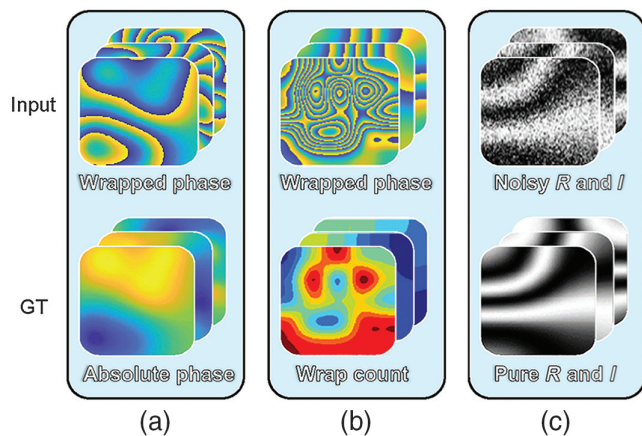 Input
Wrapped phase
Wrapped phase
Noisy R and I
GT
Absolute phase
Wrap count
Pure R and I
(a)
(b)
(c)